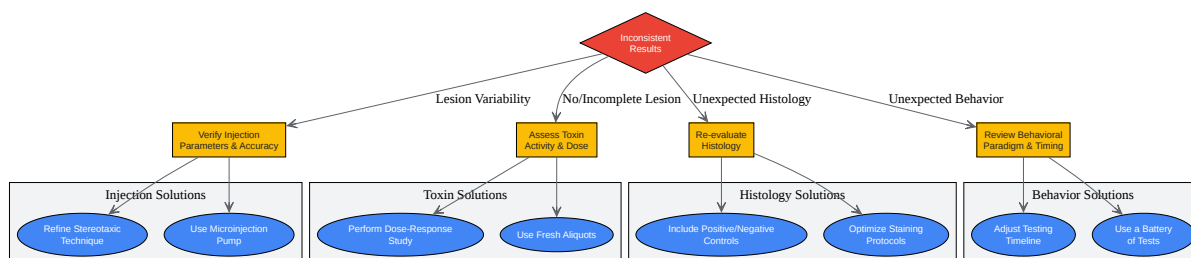 Inconsistent
Results
Lesion Variability
No/Incomplete Lesion
Unexpected Histology
Unexpected Behavior
Verify Injection
Parameters & Accuracy
Assess Toxin
Activity & Dose
Re-evaluate
Histology
Review Behavioral
Paradigm & Timing
Injection Solutions
Toxin Solutions
Histology Solutions
Behavior Solutions
Refine Stereotaxic
Technique
Use Microinjection
Pump
Perform Dose-Response
Study
Use Fresh Aliquots
Include Positive/Negative
Controls
Optimize Staining
Protocols
Adjust Testing
Timeline
Use a Battery
of Tests